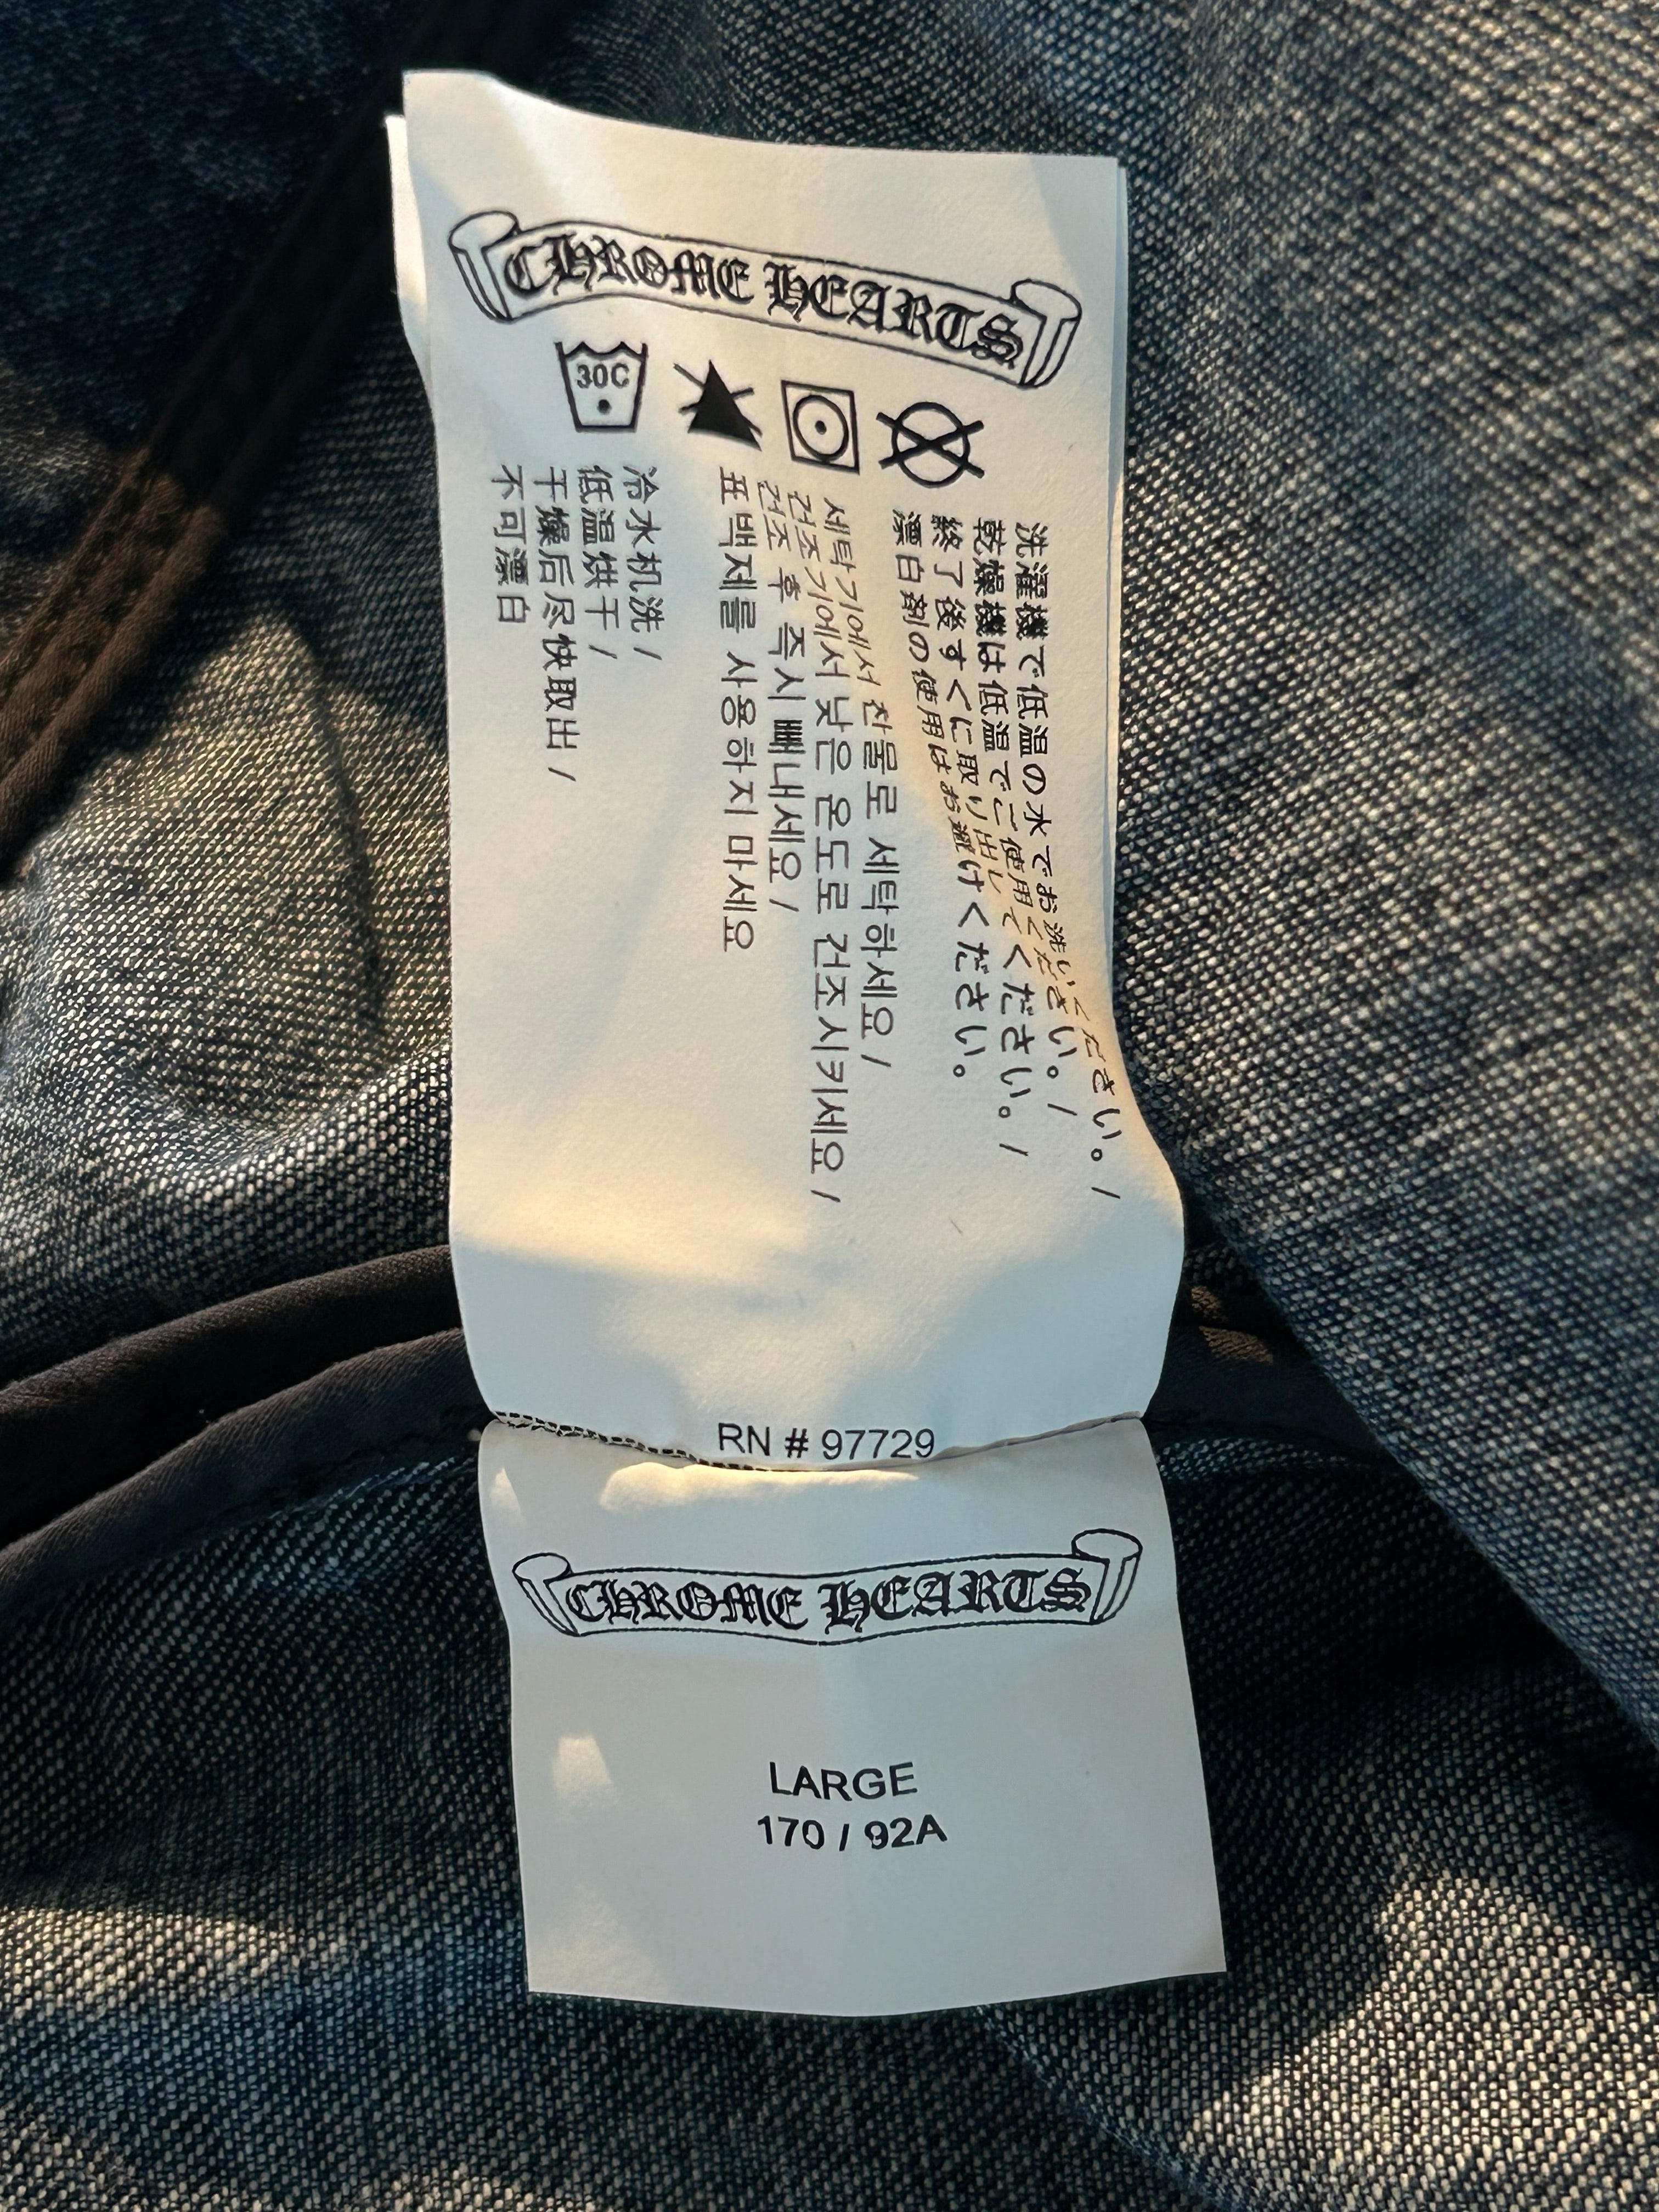 CHROME HEARTS
30C
洗濯機で低温の水でお洗いください。/
乾燥機は低温でご使用ください。/
終了後すぐに取り出してください。/
漂白剤の使用はお避けください。
세탁기에서 찬물로 세탁하세요 /
건조기에서 낮은 온도로 건조시키세요 /
건조 후 즉시 빼내세요 /
표백제를 사용하지 마세요
冷水机洗 /
低温烘干 /
干燥后尽快取出 /
不可漂白
RN # 97729
CHROME HEARTS
LARGE
170 / 92A